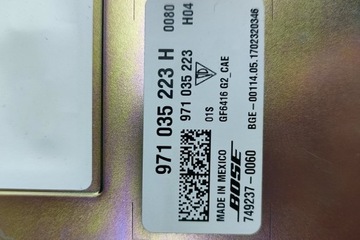 0080
H04
971 035 223 H
971 035 223
01S
GF6416 G2_CAE
BGE-00114.05.1702320346
MADE IN MEXICO
BOSE
749237-0060